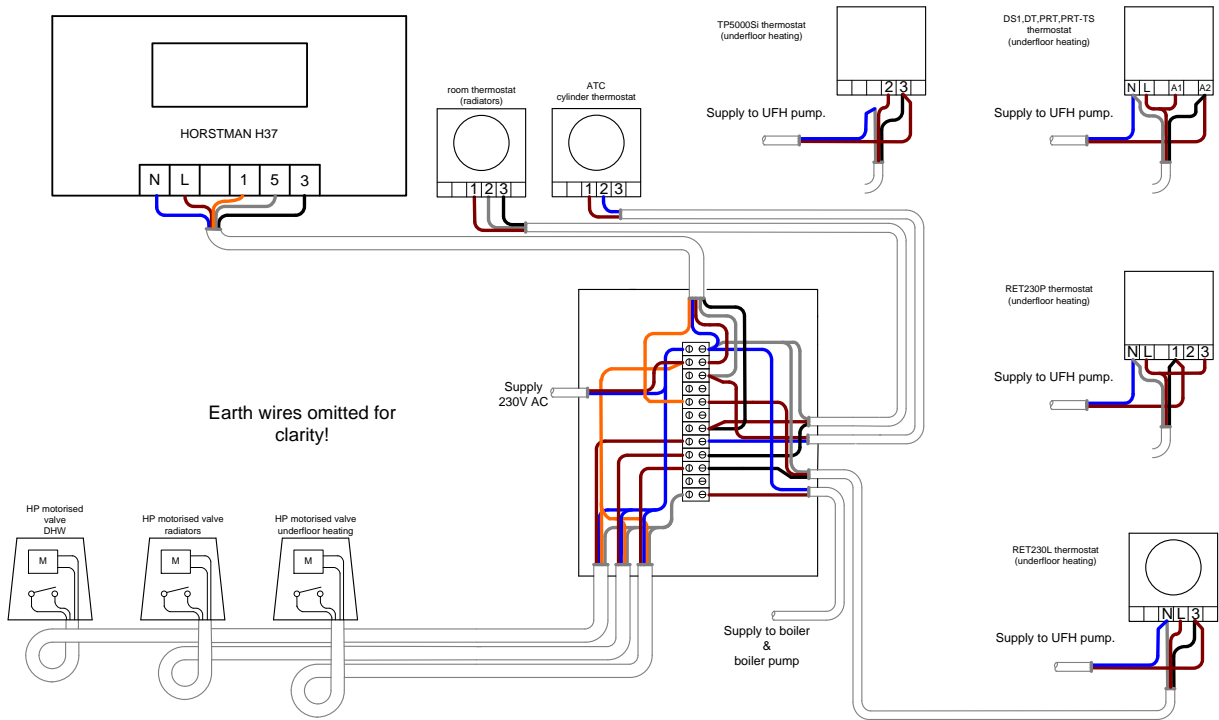 HORSTMAN H37
N L 1 5 3
room thermostat
(radiators)
1 2 3
ATC
cylinder thermostat
1 2 3
TP5000Si thermostat
(underfloor heating)
2 3
Supply to UFH pump.
DS1,DT,PRT,PRT-TS
thermostat
(underfloor heating)
N L A1 A2
Supply to UFH pump.
RET230P thermostat
(underfloor heating)
N L 1 2 3
Supply to UFH pump.
Supply
230V AC
Earth wires omitted for
clarity!
HP motorised
valve
DHW
M
HP motorised valve
radiators
M
HP motorised valve
underfloor heating
M
Supply to boiler
&
boiler pump
RET230L thermostat
(underfloor heating)
N L 3
Supply to UFH pump.